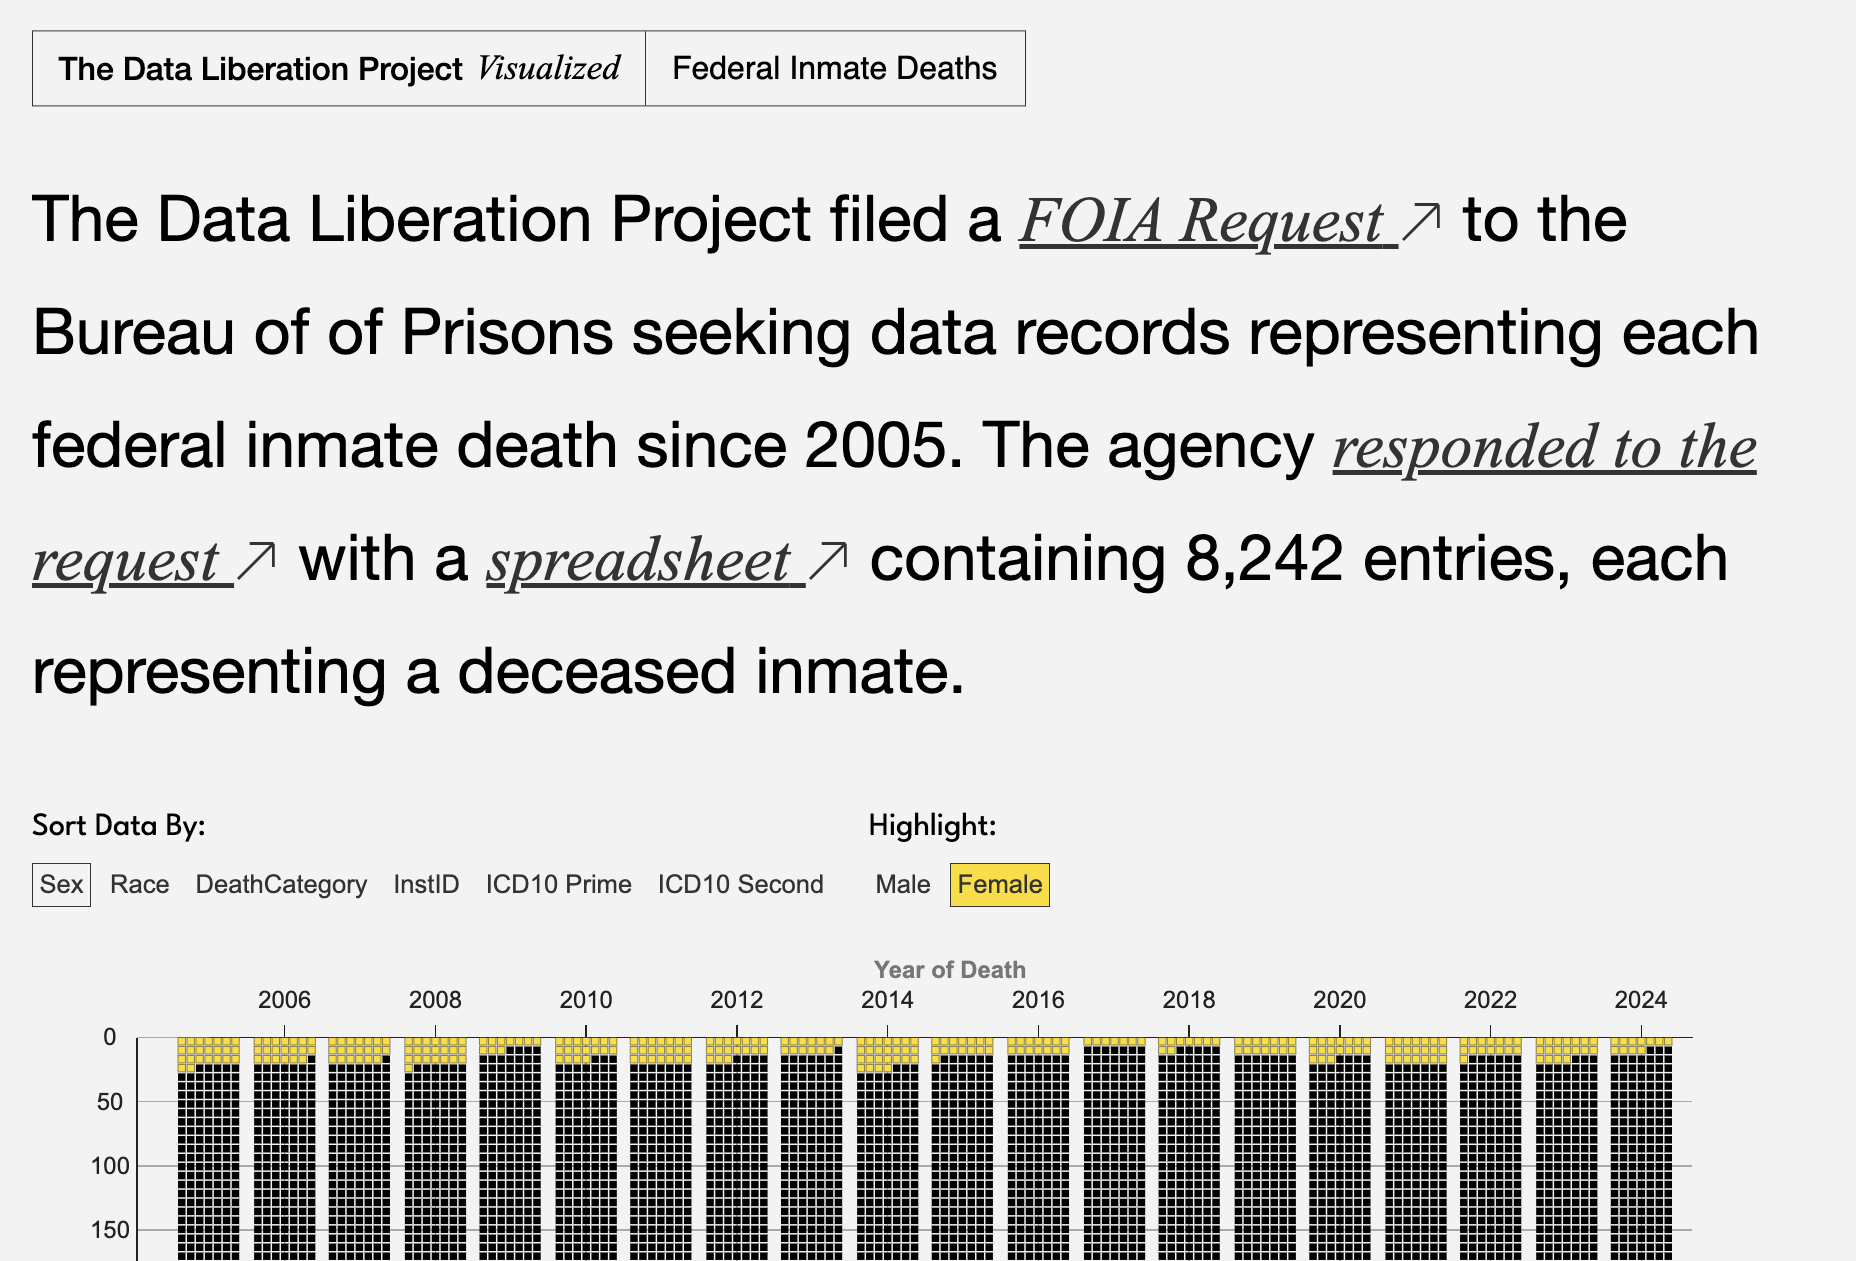 The Data Liberation Project Visualized
Federal Inmate Deaths
The Data Liberation Project filed a FOIA Request ↗ to the
Bureau of of Prisons seeking data records representing each
federal inmate death since 2005. The agency responded to the
request ↗ with a spreadsheet ↗ containing 8,242 entries, each
representing a deceased inmate.
Sort Data By:
Sex Race DeathCategory InstID ICD10 Prime ICD10 Second
Highlight:
Male Female
Year of Death
2006 2008 2010 2012 2014 2016 2018 2020 2022 2024
0
50
100
150